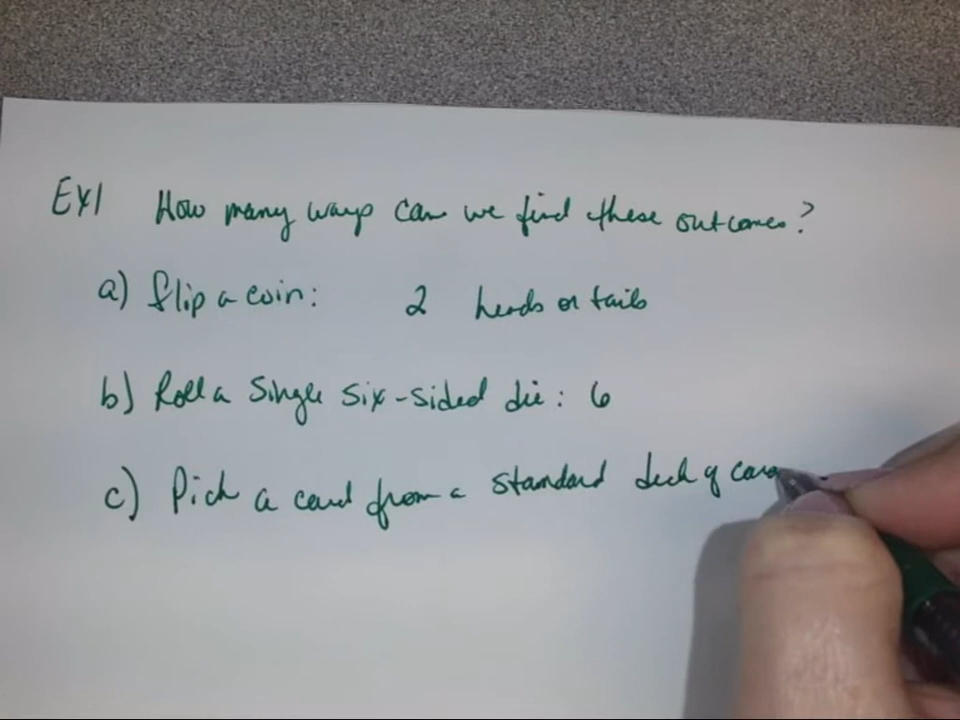 Ex1 How many ways can we find these outcomes?
a) flip a coin: 2 heads or tails
b) Roll a single six-sided die: 6
c) Pick a card from a standard deck of